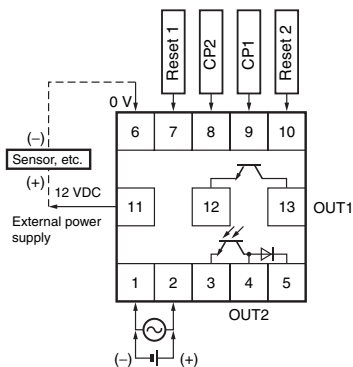 Reset 1
CP2
CP1
Reset 2
0 V
6 7 8 9 10
(−)
Sensor, etc.
(+)
12 VDC
11 12 13
OUT1
External power
supply
1 2 3 4 5
OUT2
(−) (+)